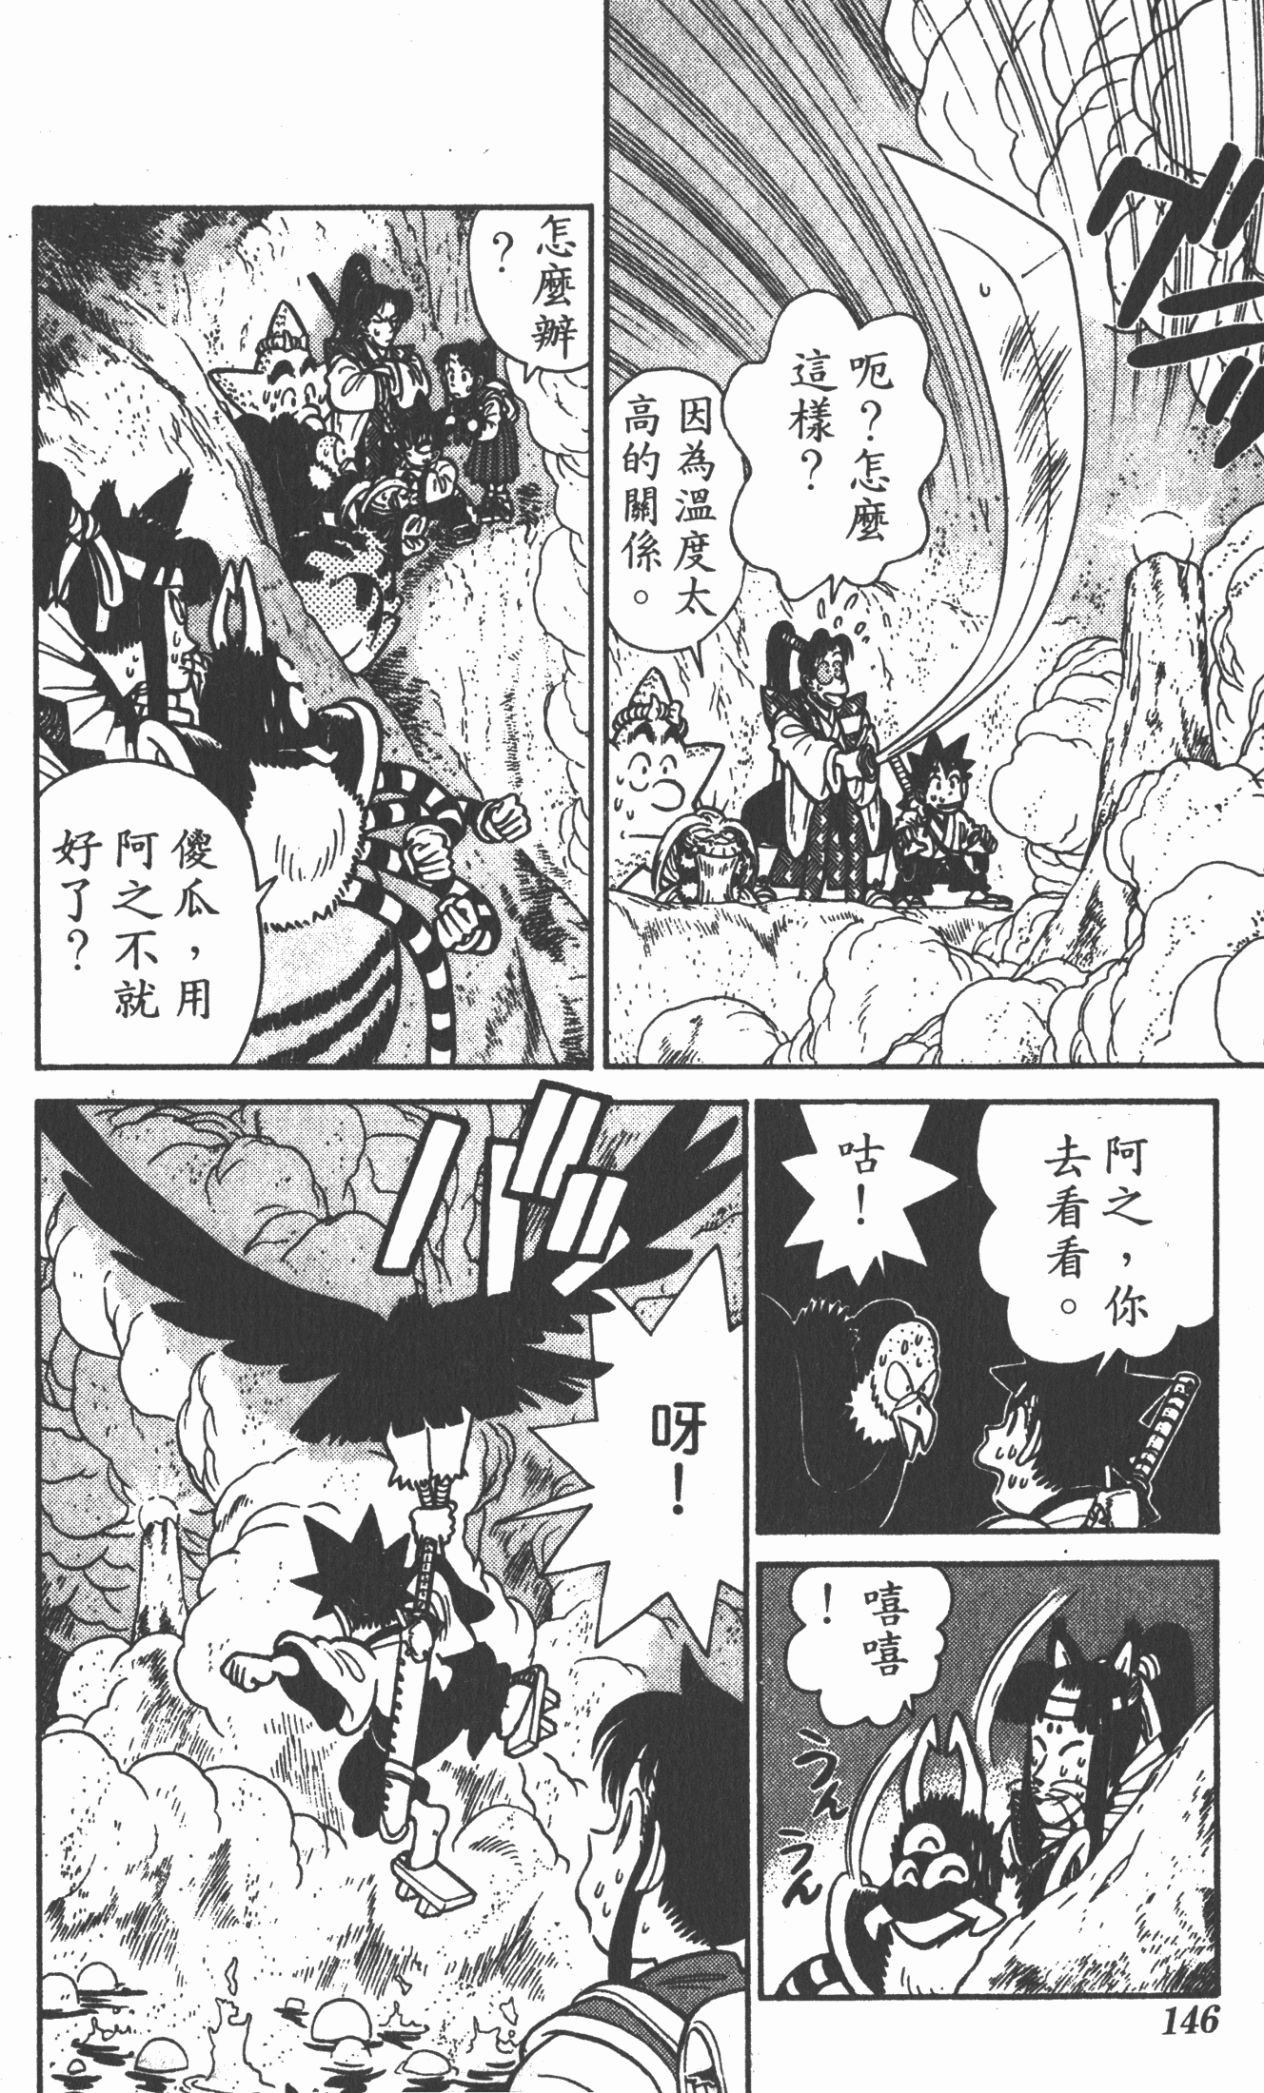 呃？怎麼
這樣？
因為溫度太
高的關係。
怎麼辦
？
傻瓜，用
阿之不就
好了？
阿之，你
去看看。
咕！
嘻嘻
！
うんうん
呀！
146